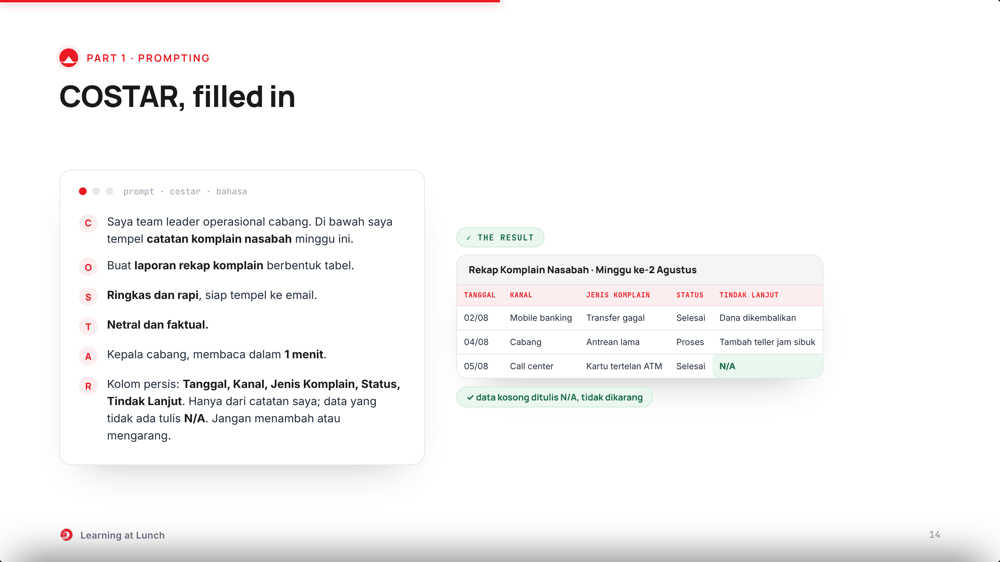 PART 1 · PROMPTING
COSTAR, filled in
prompt · costar · bahasa
C
Saya team leader operasional cabang. Di bawah saya
tempel catatan komplain nasabah minggu ini.
O
Buat laporan rekap komplain berbentuk tabel.
S
Ringkas dan rapi, siap tempel ke email.
T
Netral dan faktual.
A
Kepala cabang, membaca dalam 1 menit.
R
Kolom persis: Tanggal, Kanal, Jenis Komplain, Status,
Tindak Lanjut. Hanya dari catatan saya; data yang
tidak ada tulis N/A. Jangan menambah atau
mengarang.
✓ THE RESULT
Rekap Komplain Nasabah · Minggu ke-2 Agustus
TANGGAL KANAL JENIS KOMPLAIN STATUS TINDAK LANJUT
02/08 Mobile banking Transfer gagal Selesai Dana dikembalikan
04/08 Cabang Antrean lama Proses Tambah teller jam sibuk
05/08 Call center Kartu tertelan ATM Selesai N/A
✓ data kosong ditulis N/A, tidak dikarang
Learning at Lunch
14